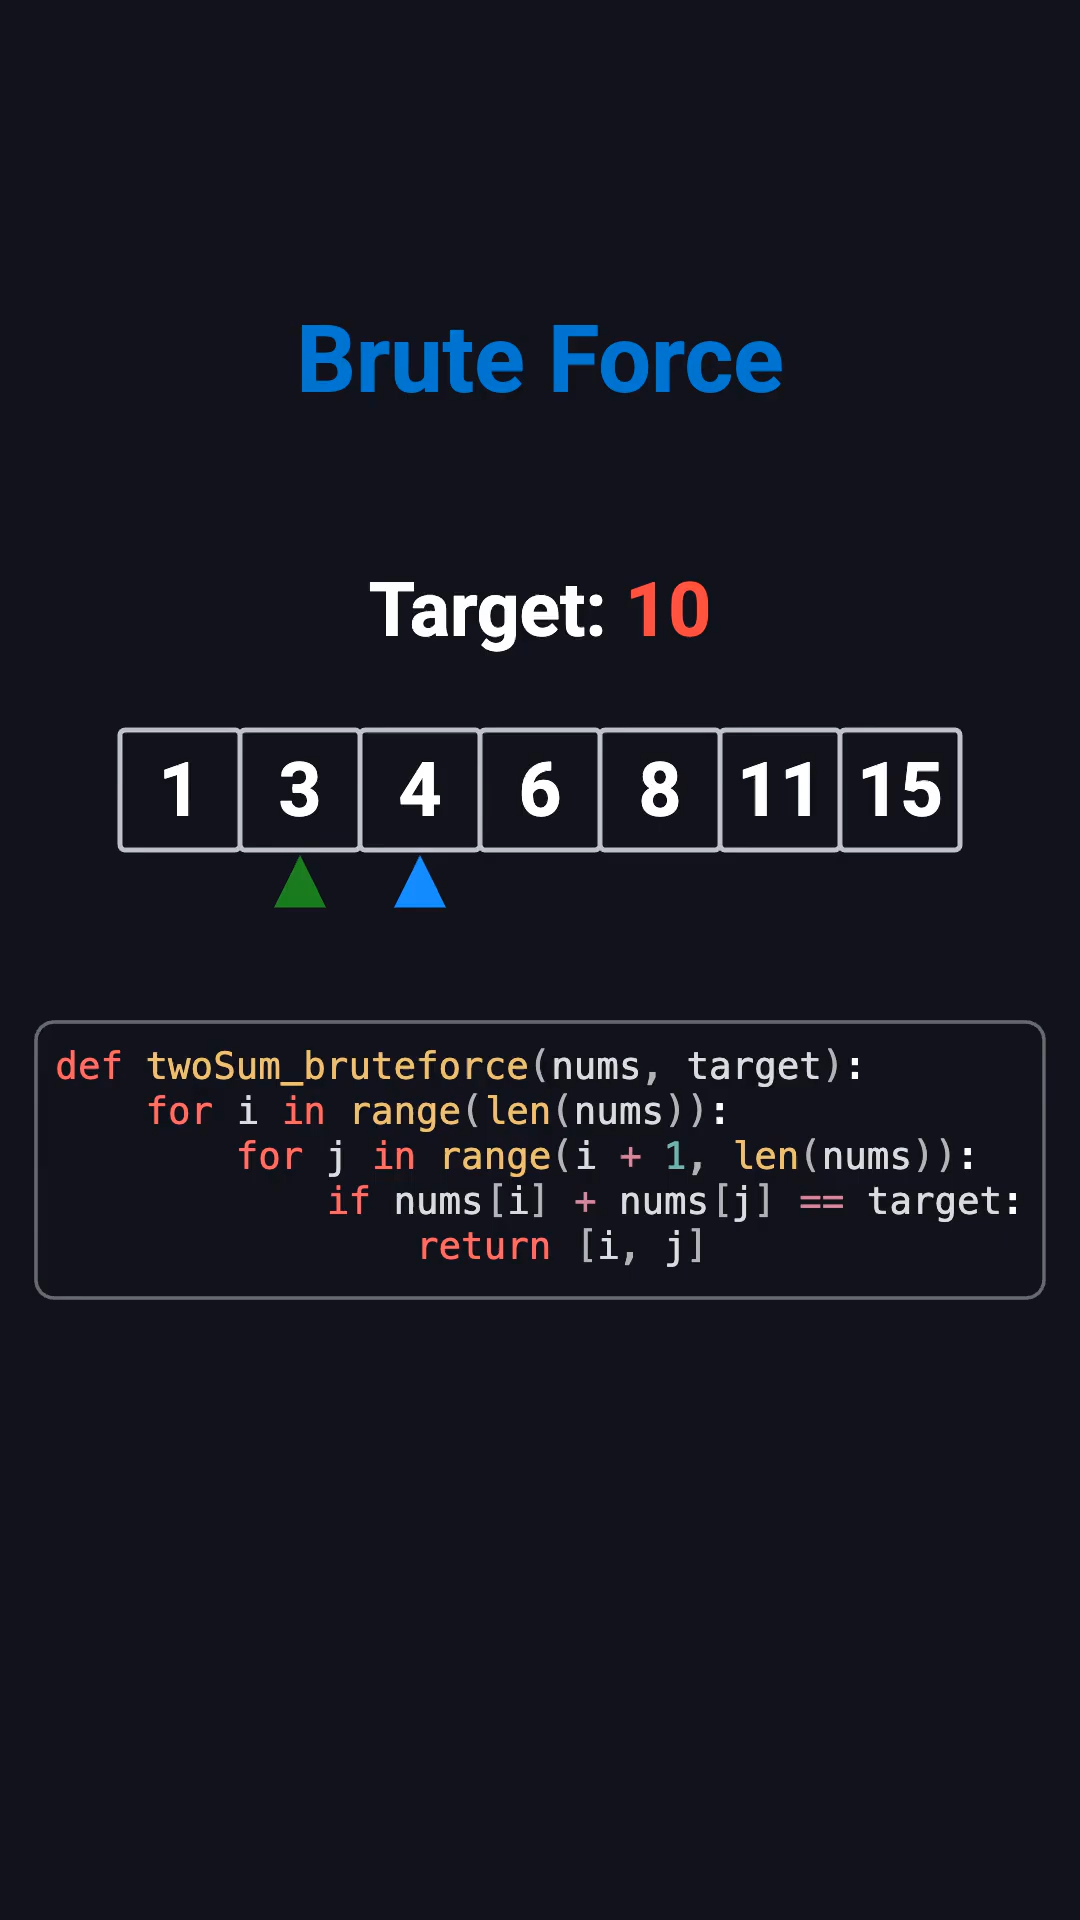 Brute Force
Target: 10
1 3 4 6 8 11 15
def twoSum_bruteforce(nums, target):
    for i in range(len(nums)):
        for j in range(i + 1, len(nums)):
            if nums[i] + nums[j] == target:
                return [i, j]